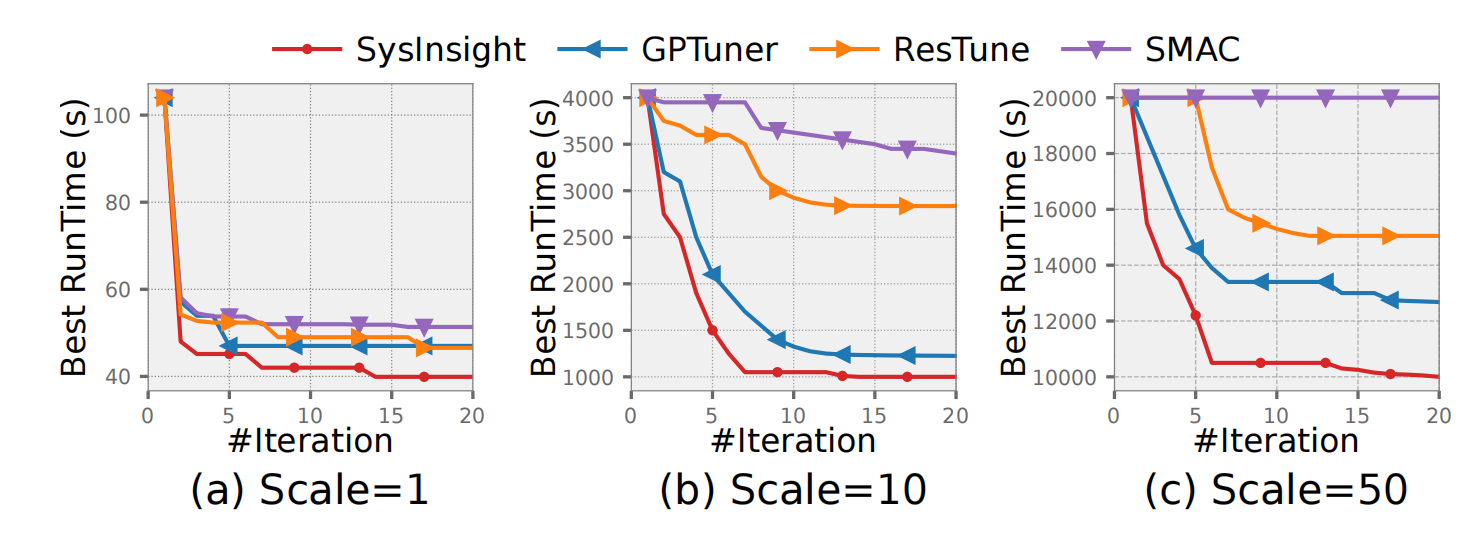 SysInsight GPTuner ResTune SMAC
Best RunTime (s)
100
80
60
40
0 5 10 15 20
#Iteration
(a) Scale=1
Best RunTime (s)
4000
3500
3000
2500
2000
1500
1000
0 5 10 15 20
#Iteration
(b) Scale=10
Best RunTime (s)
20000
18000
16000
14000
12000
10000
0 5 10 15 20
#Iteration
(c) Scale=50